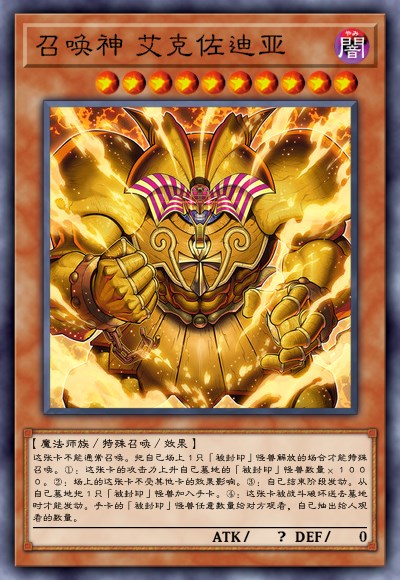 召唤神 艾克佐迪亚
やみ
闇
【魔法师族/特殊召唤/效果】
这张卡不能通常召唤。把自己场上1只「被封印」怪兽解放的场合才能特殊
召唤。①：这张卡的攻击力上升自己墓地的「被封印」怪兽数量×100
0。②：场上的这张卡不受其他卡的效果影响。③：自己结束阶段发动。从
自己墓地把1只「被封印」怪兽加入手卡。④：这张卡被战斗破坏送去墓地
时才能发动。手卡的「被封印」怪兽任意数量给对方观看，自己抽出给人观
看的数量。
ATK/ ? DEF/ 0